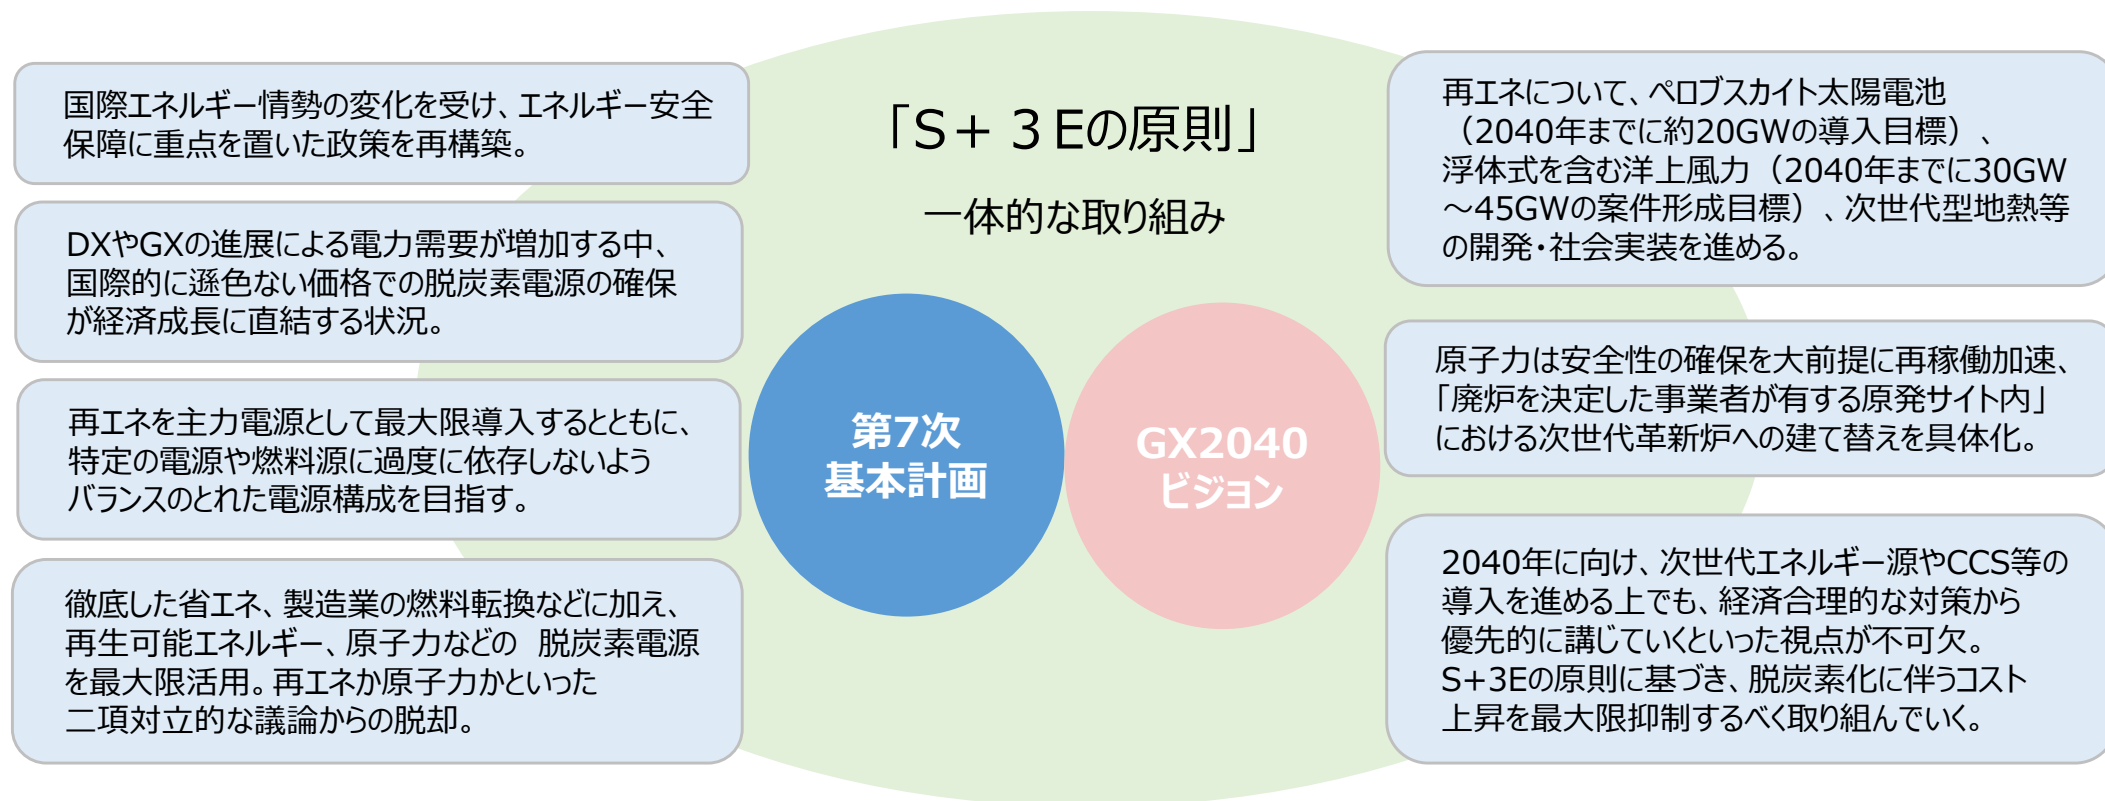 国際エネルギー情勢の変化を受け、エネルギー安全
保障に重点を置いた政策を再構築。
DXやGXの進展による電力需要が増加する中、
国際的に遜色ない価格での脱炭素電源の確保
が経済成長に直結する状況。
再エネを主力電源として最大限導入するとともに、
特定の電源や燃料源に過度に依存しないよう
バランスのとれた電源構成を目指す。
徹底した省エネ、製造業の燃料転換などに加え、
再生可能エネルギー、原子力などの 脱炭素電源
を最大限活用。再エネか原子力かといった
二項対立的な議論からの脱却。
「S+３Eの原則」
一体的な取り組み
第7次
基本計画
GX2040
ビジョン
再エネについて、ペロブスカイト太陽電池
（2040年までに約20GWの導入目標）、
浮体式を含む洋上風力（2040年までに30GW
～45GWの案件形成目標）、次世代型地熱等
の開発・社会実装を進める。
原子力は安全性の確保を大前提に再稼働加速、
「廃炉を決定した事業者が有する原発サイト内」
における次世代革新炉への建て替えを具体化。
2040年に向け、次世代エネルギー源やCCS等の
導入を進める上でも、経済合理的な対策から
優先的に講じていくといった視点が不可欠。
S+3Eの原則に基づき、脱炭素化に伴うコスト
上昇を最大限抑制するべく取り組んでいく。